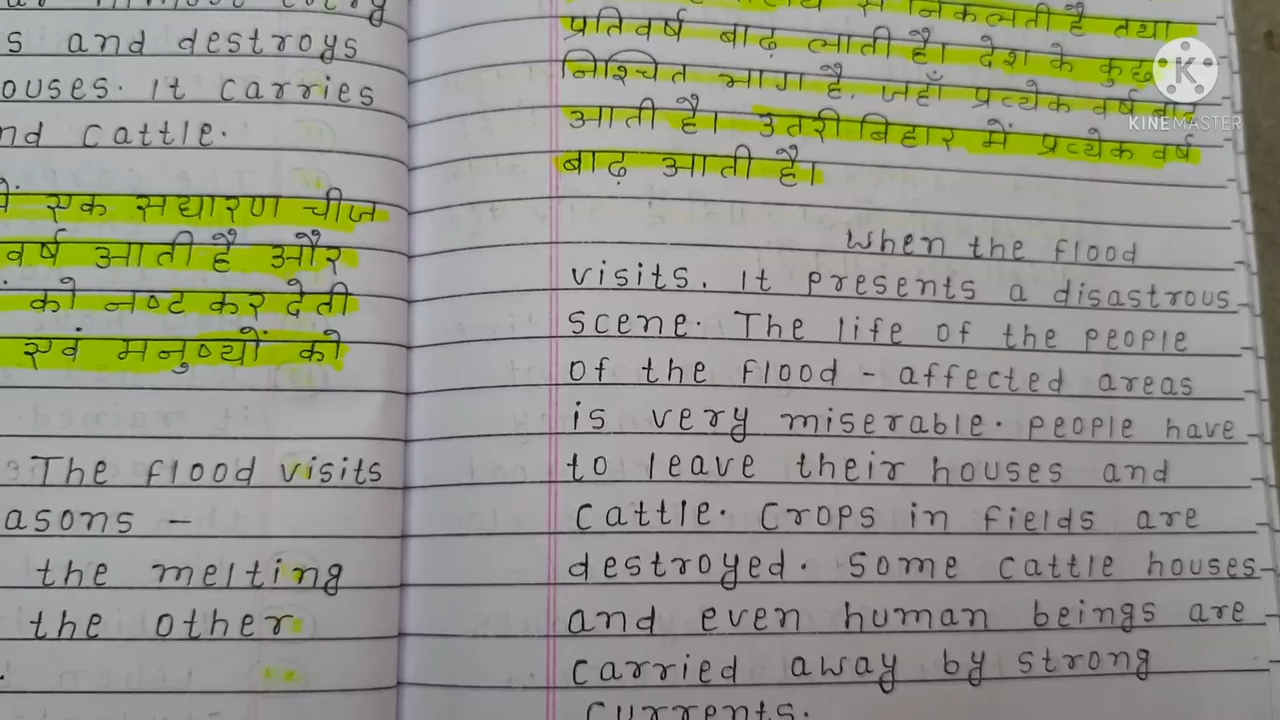 s and destroys
ouses. It carries
nd cattle.
में एक सधारण चीज
वर्ष आती है और
को नष्ट कर देती
एवं मनुष्यों को
The flood visits
asons -
the melting
the other
से निकलती है तथा
प्रतिवर्ष बाढ़ लाती है। देश के कुछ
निश्चित भाग है, जहाँ प्रत्येक वर्ष
आती है। उतरी बिहार में प्रत्येक वर्ष
बाढ़ आती है।
When the flood
visits. It presents a disastrous
scene. The life of the people
of the flood - affected areas
is very miserable. people have
to leave their houses and
cattle. Crops in fields are
destroyed. Some cattle houses
and even human beings are
carried away by strong
currents.
K
KINEMASTER